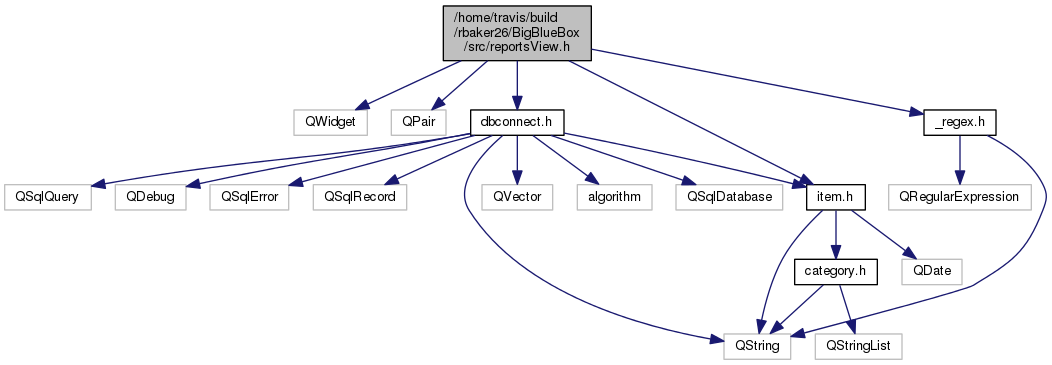 /home/travis/build
/rbaker26/BigBlueBox
/src/reportsView.h
QWidget
QPair
dbconnect.h
_regex.h
QSqlQuery
QDebug
QSqlError
QSqlRecord
QVector
algorithm
QSqlDatabase
item.h
QRegularExpression
category.h
QDate
QString
QStringList